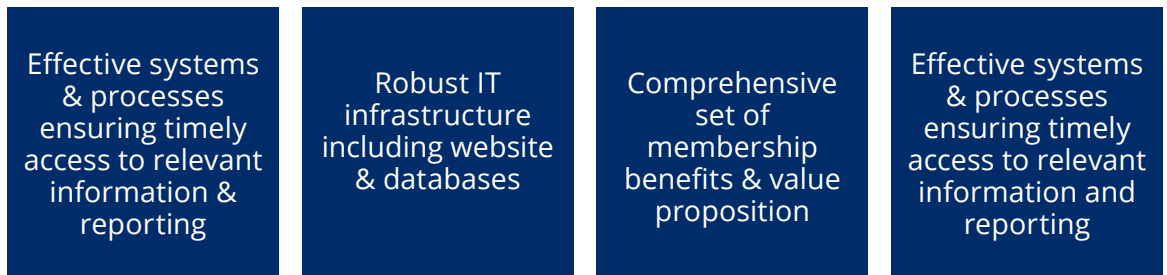 Effective systems
& processes
ensuring timely
access to relevant
information &
reporting
Robust IT
infrastructure
including website
& databases
Comprehensive
set of
membership
benefits & value
proposition
Effective systems
& processes
ensuring timely
access to relevant
information and
reporting